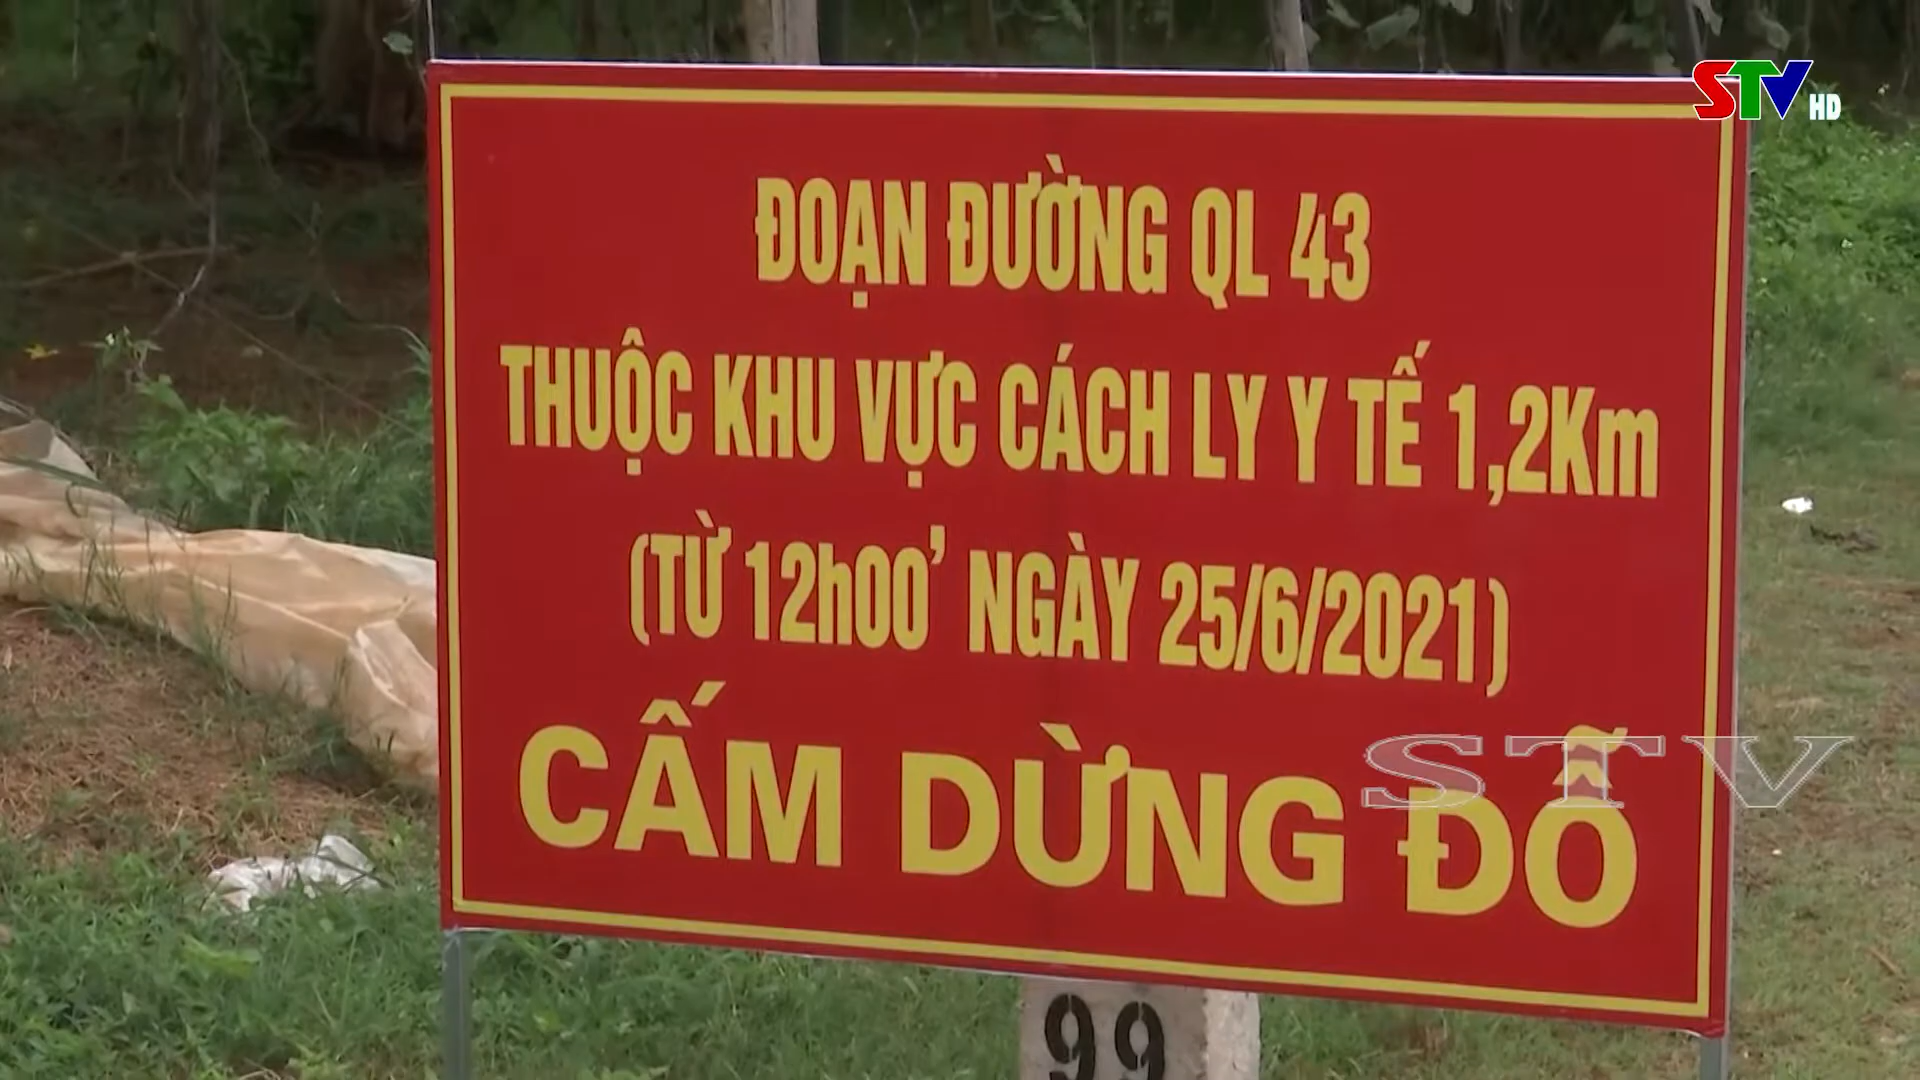 STV HD
ĐOẠN ĐƯỜNG QL 43
THUỘC KHU VỰC CÁCH LY Y TẾ 1,2Km
(TỪ 12h00’ NGÀY 25/6/2021)
CẤM DỪNG ĐỖ
STV
99